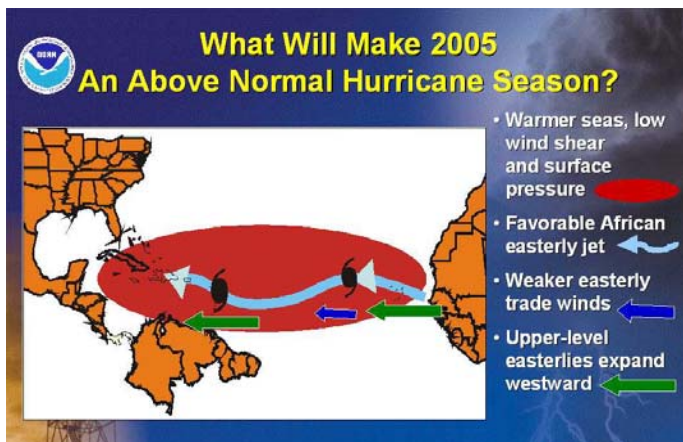 What Will Make 2005
An Above Normal Hurricane Season?
NOAA
• Warmer seas, low
wind shear
and surface
pressure
• Favorable African
easterly jet
• Weaker easterly
trade winds
• Upper-level
easterlies expand
westward